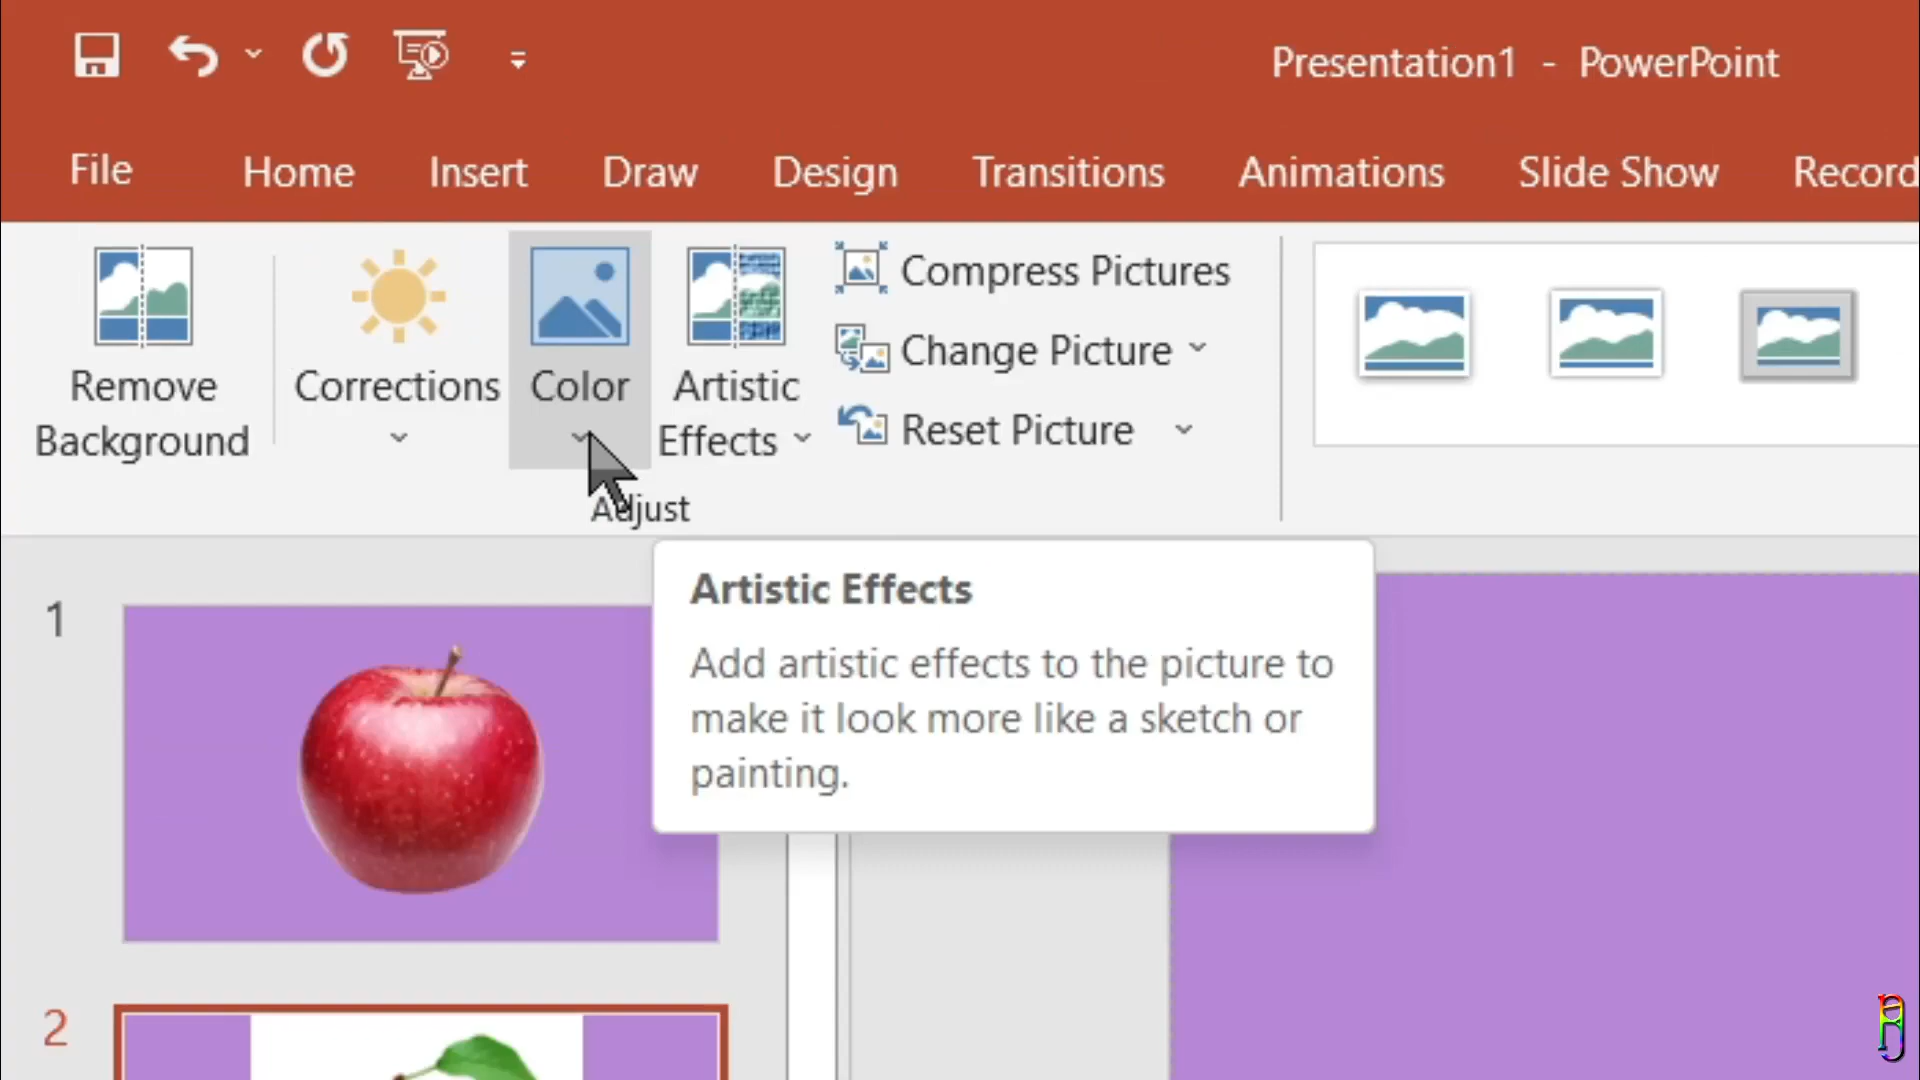 Presentation1 - PowerPoint
File Home Insert Draw Design Transitions Animations Slide Show Record
Remove Background
Corrections
Color
Artistic Effects
Compress Pictures
Change Picture
Reset Picture
Adjust
Artistic Effects
Add artistic effects to the picture to
make it look more like a sketch or
painting.
1
2